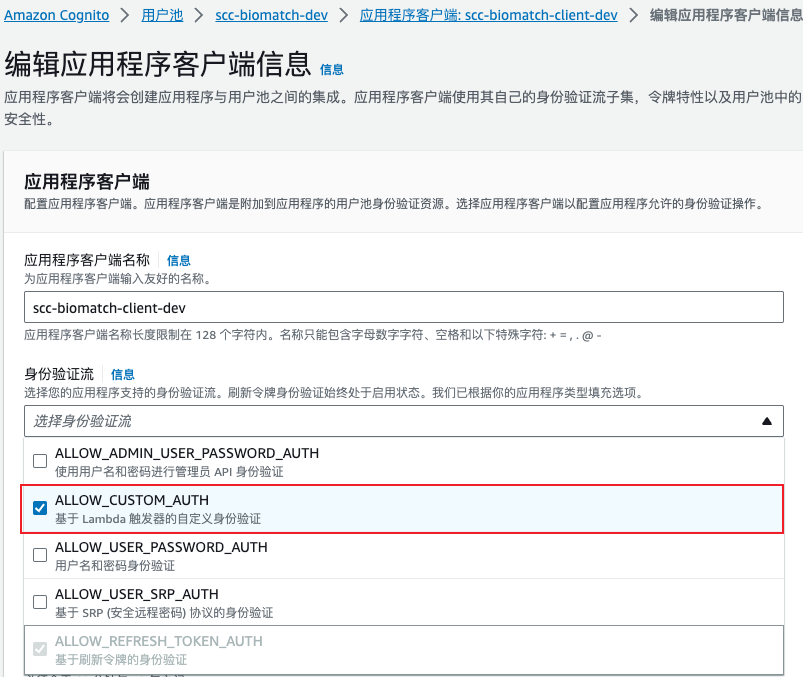 Amazon Cognito > 用户池 > scc-biomatch-dev > 应用程序客户端: scc-biomatch-client-dev > 编辑应用程序客户端信息
编辑应用程序客户端信息 信息
应用程序客户端将会创建应用程序与用户池之间的集成。应用程序客户端使用其自己的身份验证流子集，令牌特性以及用户池中的
安全性。
应用程序客户端
配置应用程序客户端。应用程序客户端是附加到应用程序的用户池身份验证资源。选择应用程序客户端以配置应用程序允许的身份验证操作。
应用程序客户端名称 信息
为应用程序客户端输入友好的名称。
scc-biomatch-client-dev
应用程序客户端名称长度限制在 128 个字符内。名称只能包含字母数字字符、空格和以下特殊字符: + = , . @ -
身份验证流 信息
选择您的应用程序支持的身份验证流。刷新令牌身份验证始终处于启用状态。我们已根据你的应用程序类型填充选项。
选择身份验证流
ALLOW_ADMIN_USER_PASSWORD_AUTH
使用用户名和密码进行管理员 API 身份验证
ALLOW_CUSTOM_AUTH
基于 Lambda 触发器的自定义身份验证
ALLOW_USER_PASSWORD_AUTH
用户名和密码身份验证
ALLOW_USER_SRP_AUTH
基于 SRP (安全远程密码) 协议的身份验证
ALLOW_REFRESH_TOKEN_AUTH
基于刷新令牌的身份验证